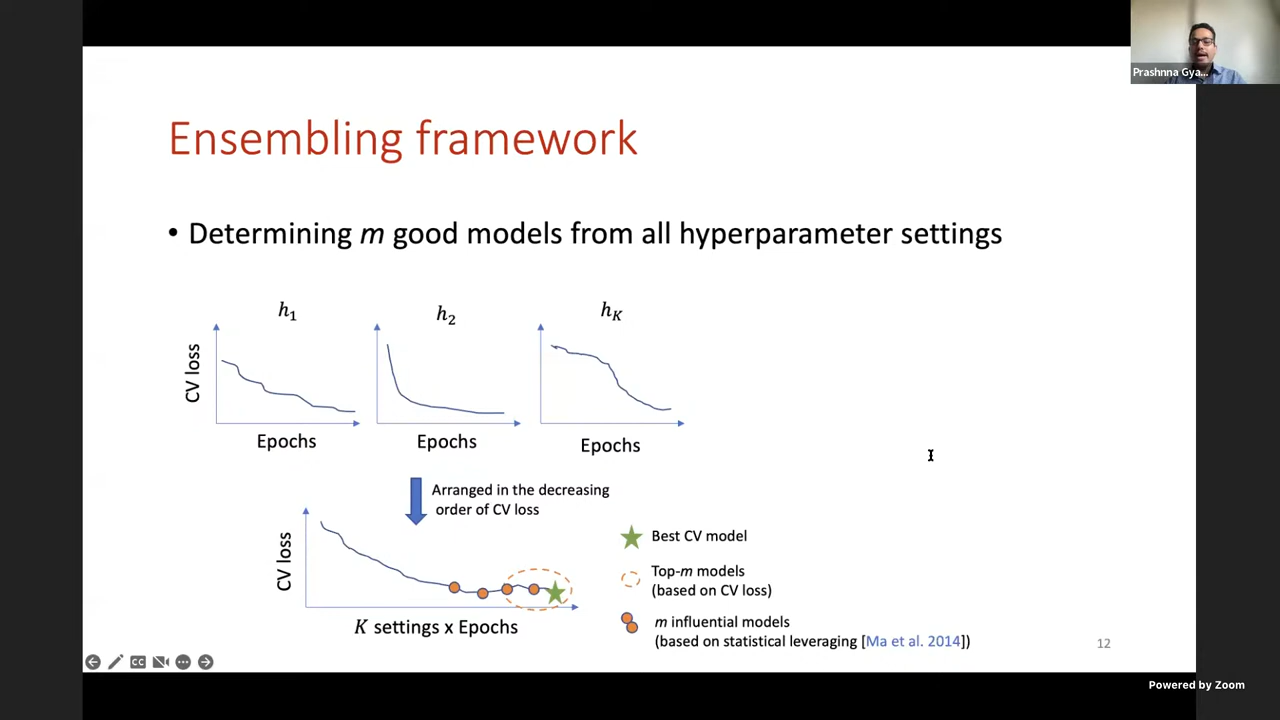 Prashnna Gya...
Ensembling framework
• Determining m good models from all hyperparameter settings
h1
h2
hK
CV loss
Epochs
Epochs
Epochs
Arranged in the decreasing
order of CV loss
CV loss
K settings x Epochs
Best CV model
Top-m models
(based on CV loss)
m influential models
(based on statistical leveraging [Ma et al. 2014])
12
CC
Powered by Zoom